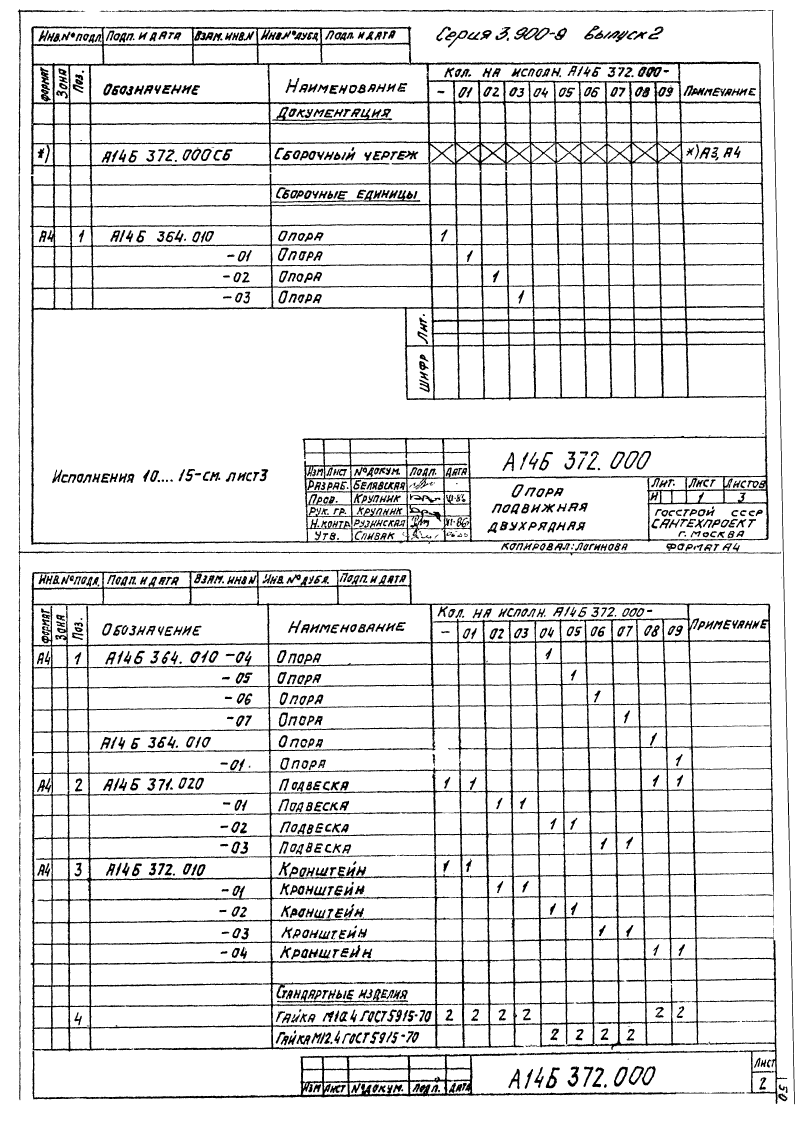 Инв.№подл. Подп. и дата Взам. инв.№ Инв.№дубл. Подп. и дата
Серия 3.900-9 выпуск 2
Формат Зона Поз. Обозначение Наименование Кол. на исполн. А14Б 372.000- Примечание
- 01 02 03 04 05 06 07 08 09
Документация
*) А14Б 372.000СБ Сборочный чертеж *) А3, А4
Сборочные единицы
А4 1 А14Б 364.010 Опора 1
-01 Опора 1
-02 Опора 1
-03 Опора 1
Лит.
Шифр
Исполнения 10.... 15-см. лист3
А14Б 372.000
Изм Лист №докум. Подп. Дата
Разраб. Белявская
Пров. Крупник
Рук. гр. Крупник
Н.контр. Рузинская
Утв. Спивак
Опора
подвижная
двухрядная
Лит. Лист Листов
И 1 3
Госстрой СССР
Сантехпроект
г. Москва
Копировал: Логинова Формат А4
Инв.№подл. Подп. и дата Взам. инв.№ Инв.№дубл. Подп. и дата
Формат Зона Поз. Обозначение Наименование Кол. на исполн. А14Б 372.000- Примечание
- 01 02 03 04 05 06 07 08 09
А4 1 А14Б 364.010 -04 Опора 1
-05 Опора 1
-06 Опора 1
-07 Опора 1
А14Б 364.010 Опора 1
-01. Опора 1
А4 2 А14Б 371.020 Подвеска 1 1 1 1
-01 Подвеска 1 1
-02 Подвеска 1 1
-03 Подвеска 1 1
А4 3 А14Б 372.010 Кронштейн 1 1
-01 Кронштейн 1 1
-02 Кронштейн 1 1
-03 Кронштейн 1 1
-04 Кронштейн 1 1
Стандартные изделия
4 Гайка М10.4 ГОСТ5915-70 2 2 2 2 2 2
Гайка М12.4 ГОСТ5915-70 2 2 2 2
Изм Лист №докум. Подп. Дата
А14Б 372.000
Лист
2
150